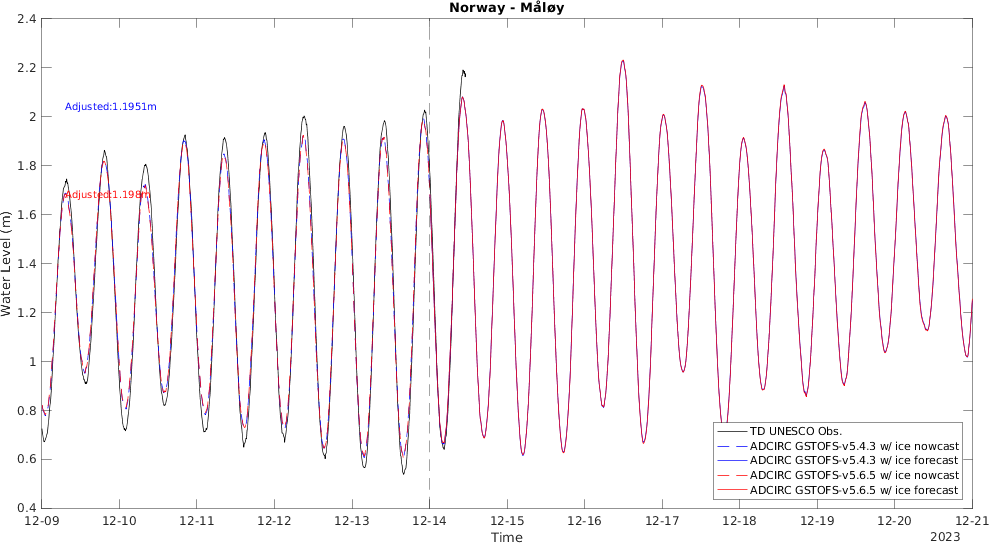 Norway - Måløy
2.4
2.2
2
1.8
1.6
1.4
1.2
1
0.8
0.6
0.4
Water Level (m)
Adjusted:1.1951m
Adjusted:1.198m
TD UNESCO Obs.
ADCIRC GSTOFS-v5.4.3 w/ ice nowcast
ADCIRC GSTOFS-v5.4.3 w/ ice forecast
ADCIRC GSTOFS-v5.6.5 w/ ice nowcast
ADCIRC GSTOFS-v5.6.5 w/ ice forecast
12-09 12-10 12-11 12-12 12-13 12-14 12-15 12-16 12-17 12-18 12-19 12-20 12-21
Time
2023